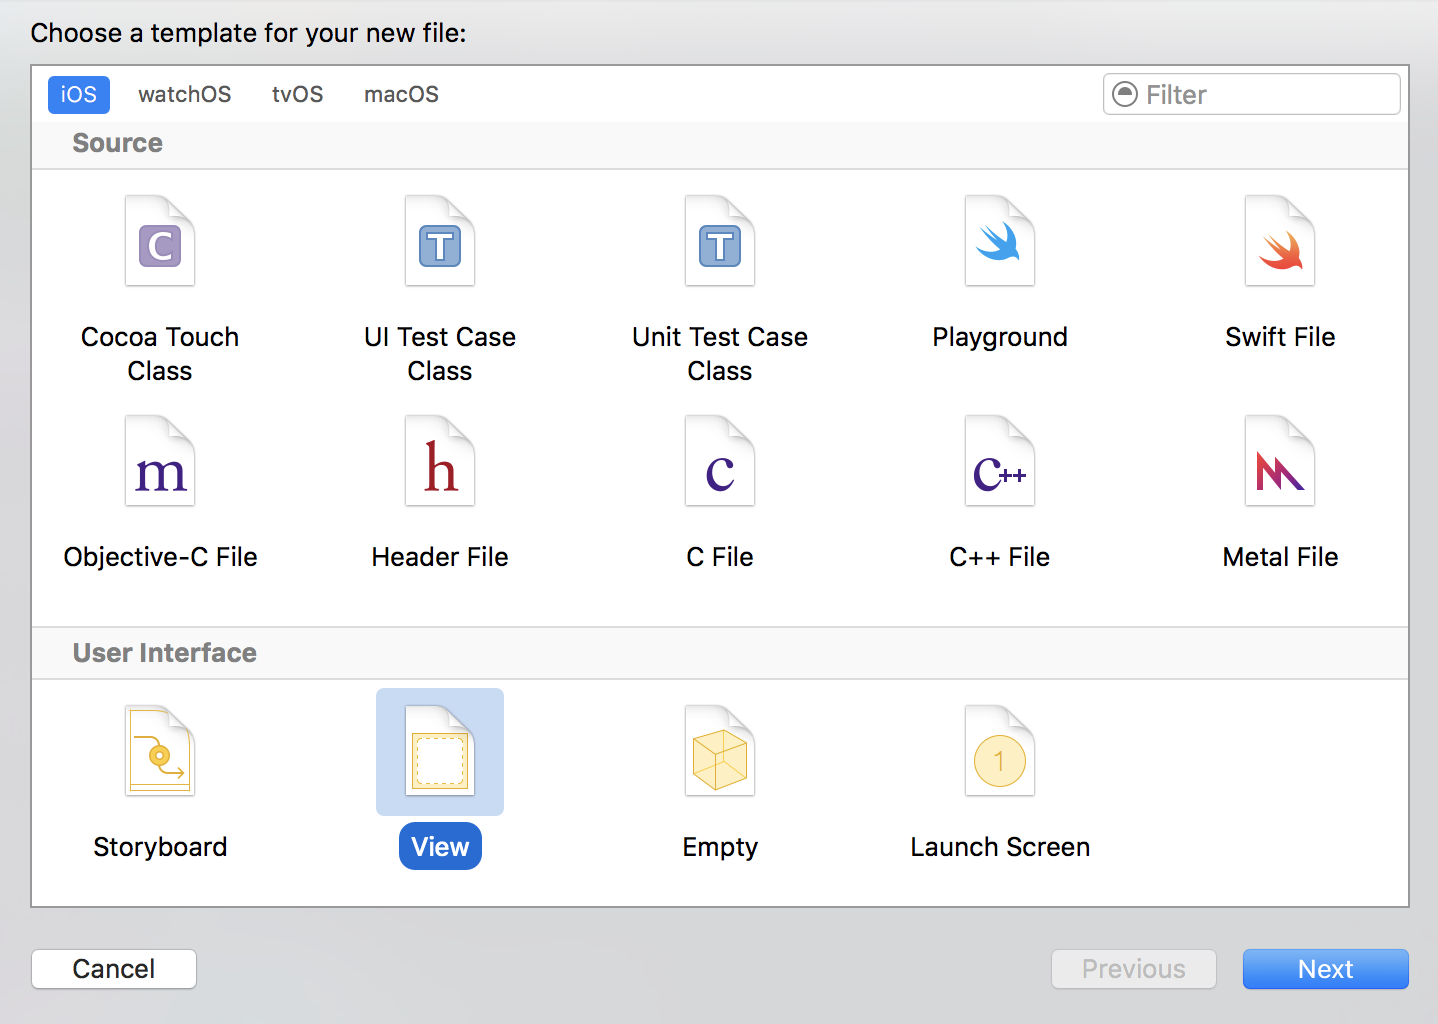 Choose a template for your new file:
iOS watchOS tvOS macOS Filter
Source
C T T
Cocoa Touch Class
UI Test Case Class
Unit Test Case Class
Playground
Swift File
m h c C++
Objective-C File
Header File
C File
C++ File
Metal File
User Interface
1
Storyboard
View
Empty
Launch Screen
Cancel
Previous
Next